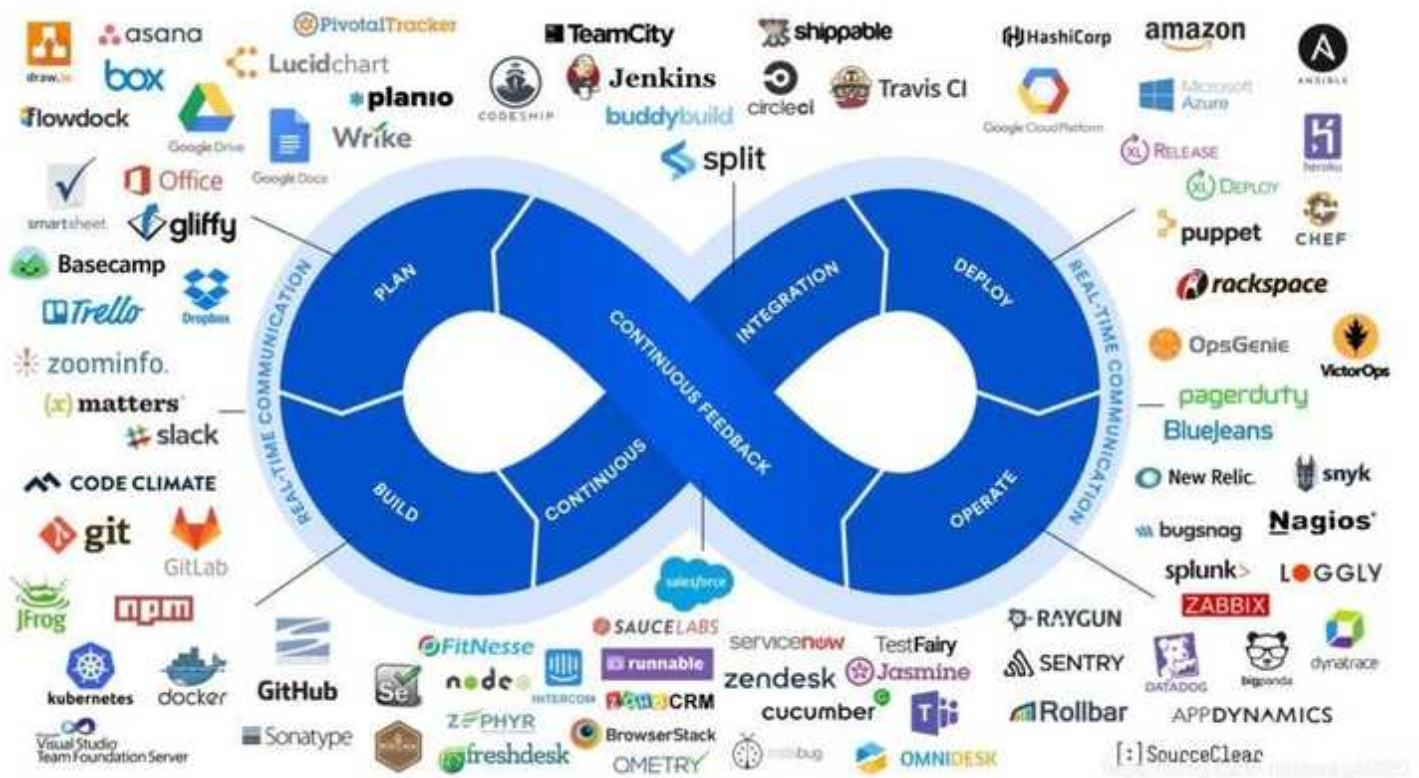 draw.io
asana
PivotalTracker
box
Lucidchart
flowdock
Google Drive
planio
Google Docs
Wrike
smartsheet
Office
gliffy
Basecamp
Trello
Dropbox
zoominfo.
(x) matters
slack
CODE CLIMATE
git
GitLab
JFrog
npm
kubernetes
docker
Visual Studio
Team Foundation Server
TeamCity
shippable
CODESHIP
Jenkins
circleci
Travis CI
buddybuild
split
HashiCorp
amazon
ANSIBLE
Google Cloud Platform
Microsoft
Azure
XL RELEASE
heroku
XL DEPLOY
puppet
CHEF
rackspace
OpsGenie
VictorOps
pagerduty
BlueJeans
New Relic.
snyk
bugsnag
Nagios
splunk>
LOGGLY
ZABBIX
REAL-TIME COMMUNICATION
PLAN
BUILD
CONTINUOUS
INTEGRATION
CONTINUOUS FEEDBACK
DEPLOY
OPERATE
REAL-TIME COMMUNICATION
salesforce
GitHub
Sonatype
Se
FitNesse
node
ZEPHYR
freshdesk
INTERCOM
SAUCELABS
runnable
ZOHO CRM
BrowserStack
QMETRY
servicenow
TestFairy
zendesk
Jasmine
cucumber
T
OMNIDESK
RAYGUN
SENTRY
Rollbar
DATADOG
bigpanda
dynatrace
APPDYNAMICS
[:]SourceClear